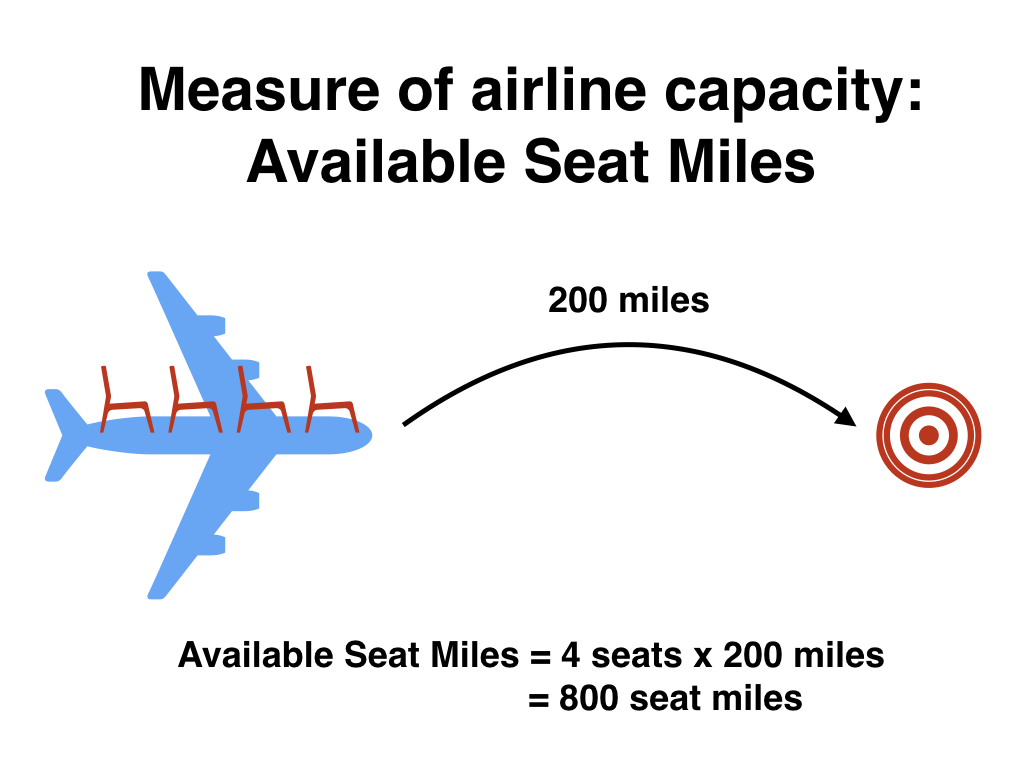 Measure of airline capacity:
Available Seat Miles
200 miles
Available Seat Miles = 4 seats x 200 miles
= 800 seat miles